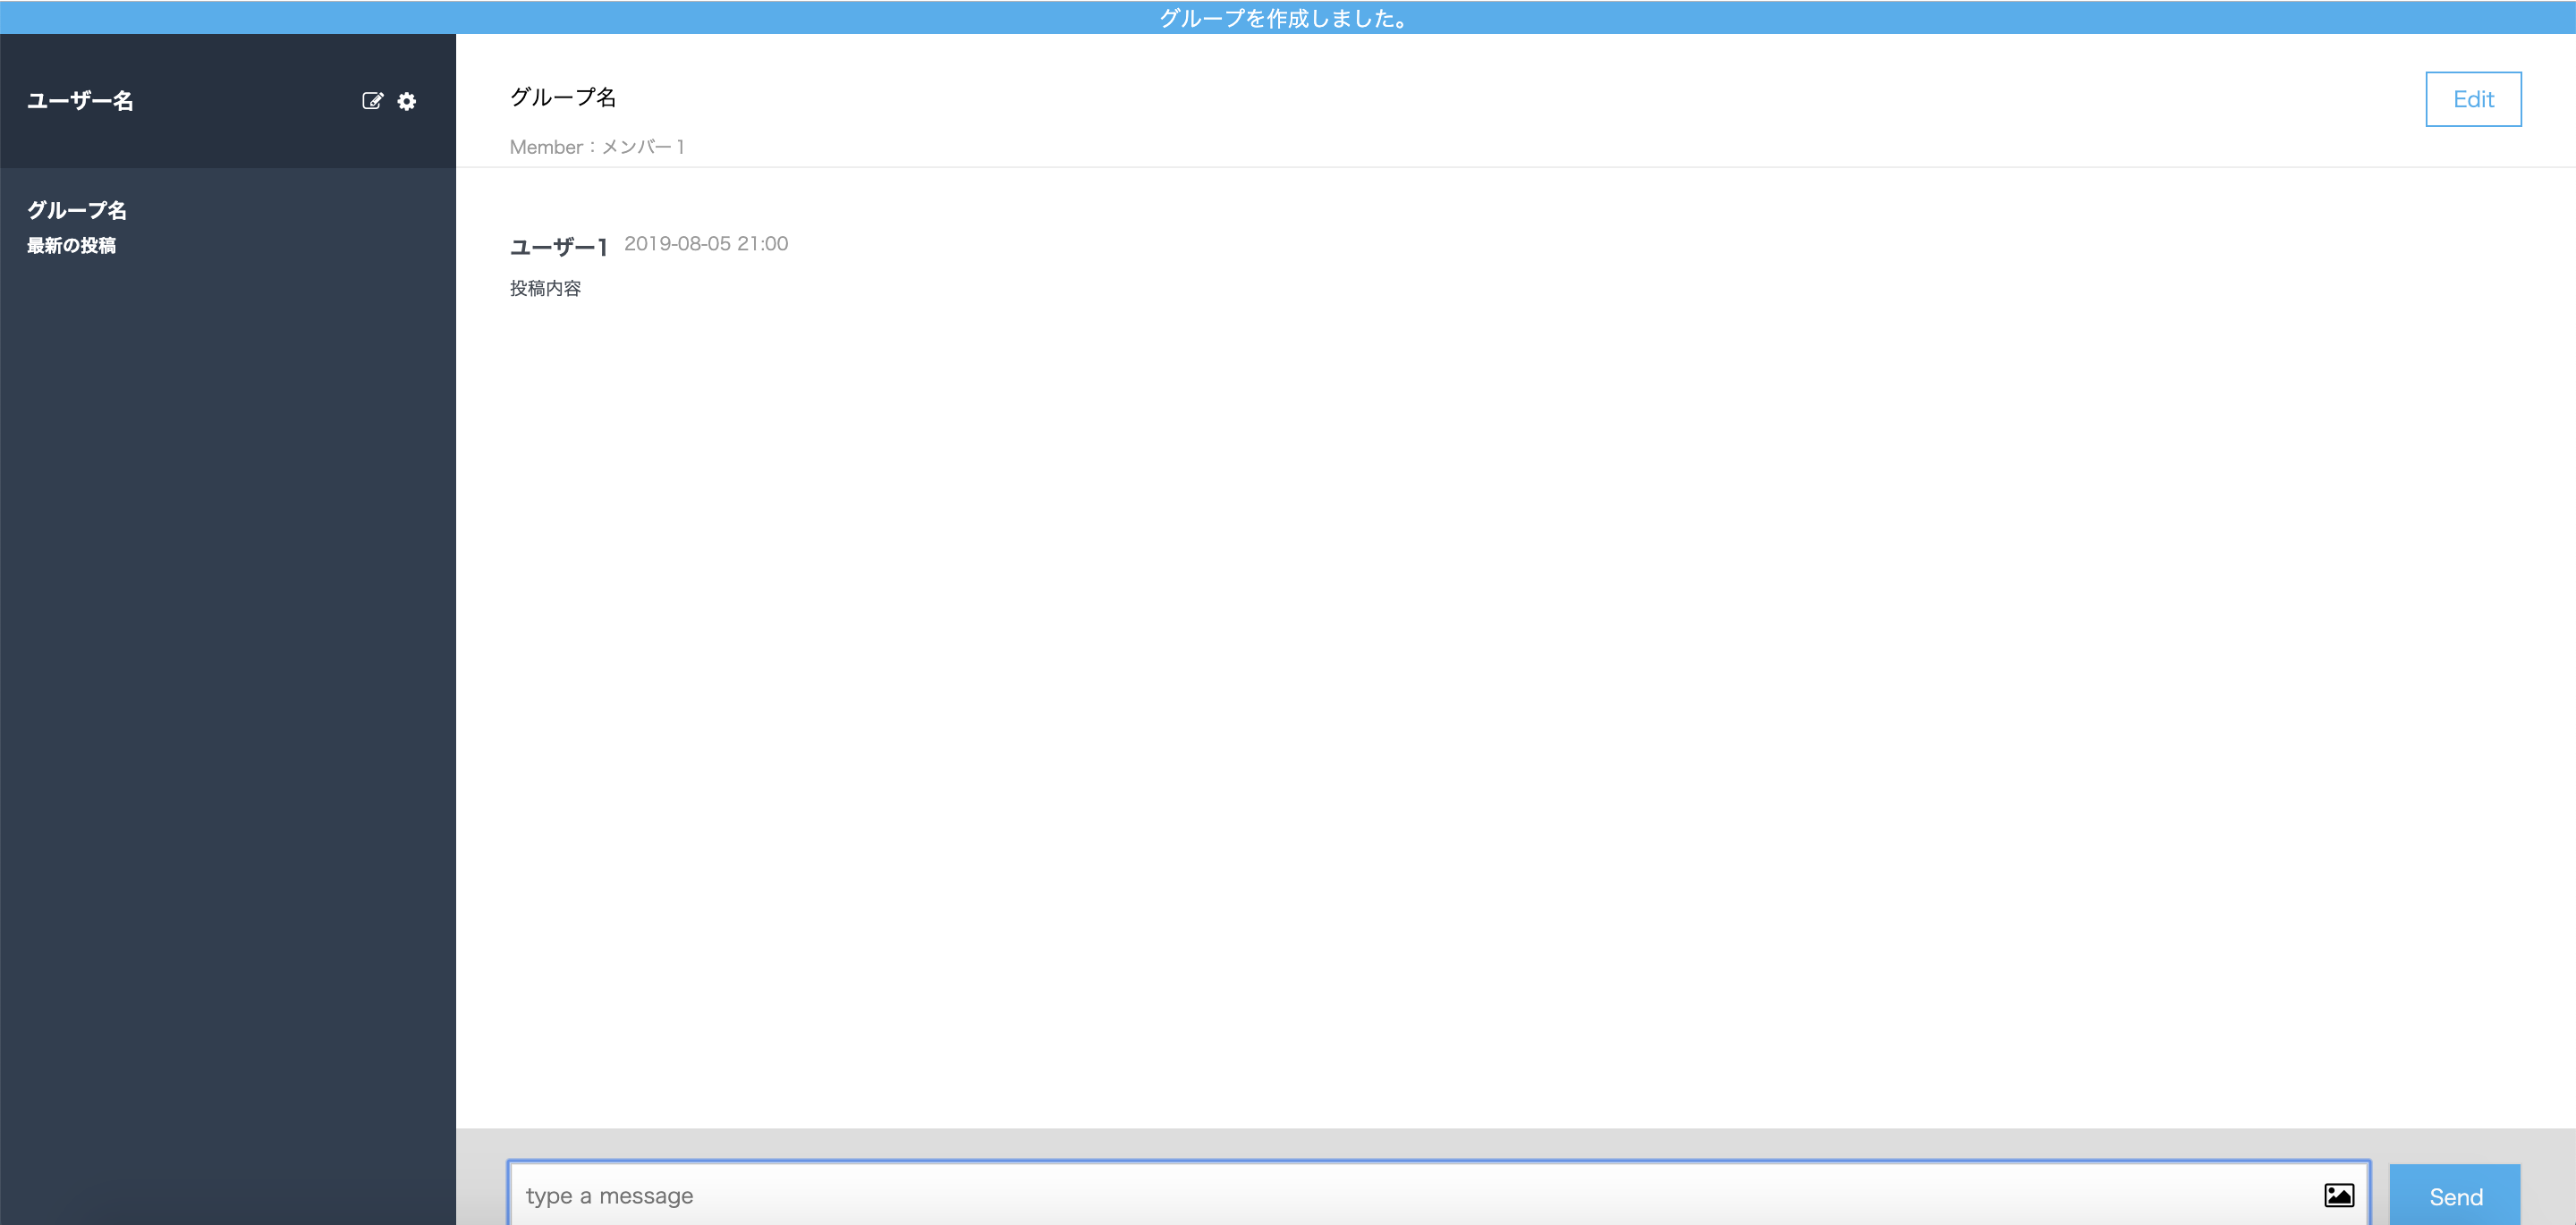 グループを作成しました。
ユーザー名
グループ名
最新の投稿
グループ名
Edit
Member：メンバー１
ユーザー1 2019-08-05 21:00
投稿内容
type a message
Send